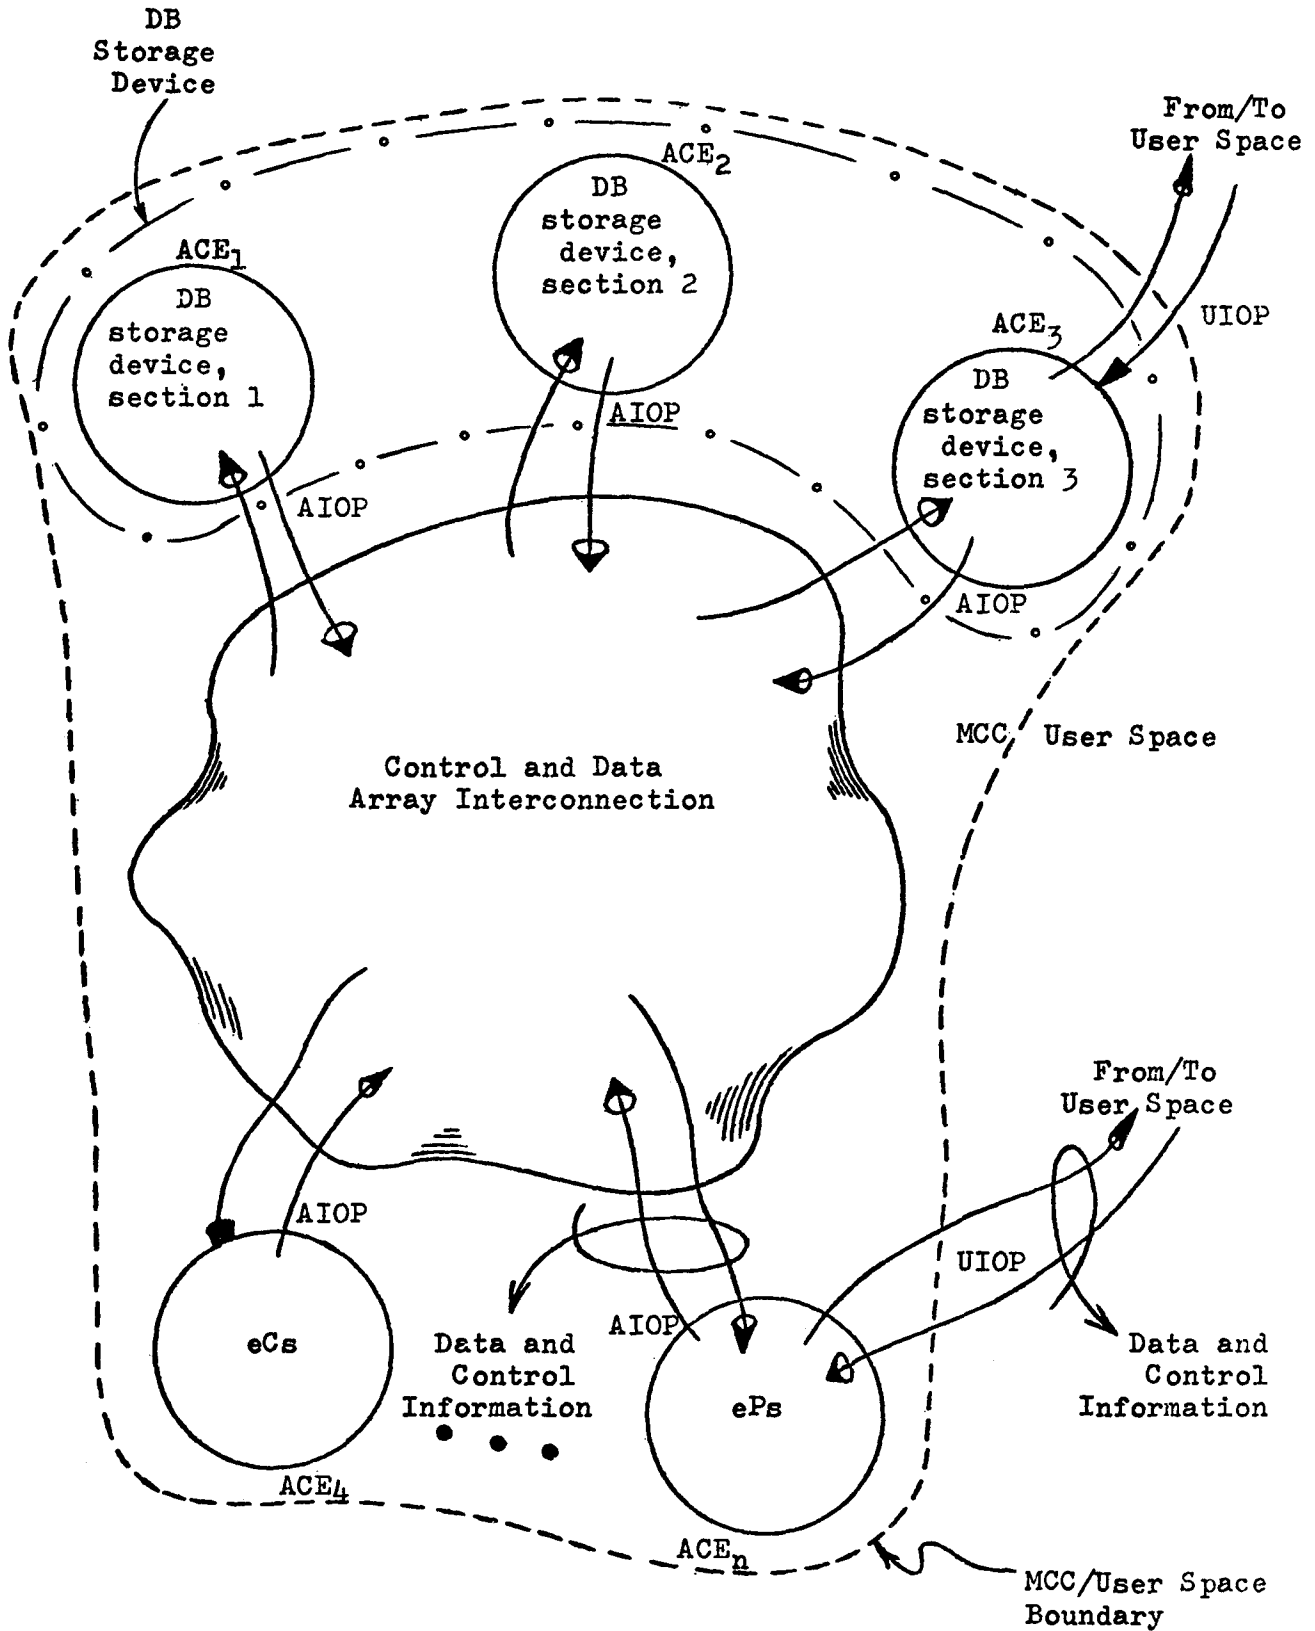 DB
Storage
Device
From/To
User Space
ACE2
DB
storage
device,
section 2
ACE1
DB
storage
device,
section 1
UIOP
ACE3
DB
storage
device,
section 3
AIOP
AIOP
AIOP
MCC User Space
Control and Data
Array Interconnection
From/To
User Space
AIOP
UIOP
AIOP
eCs
Data and
Control
Information
ePs
Data and
Control
Information
ACE4
ACEn
MCC/User Space
Boundary